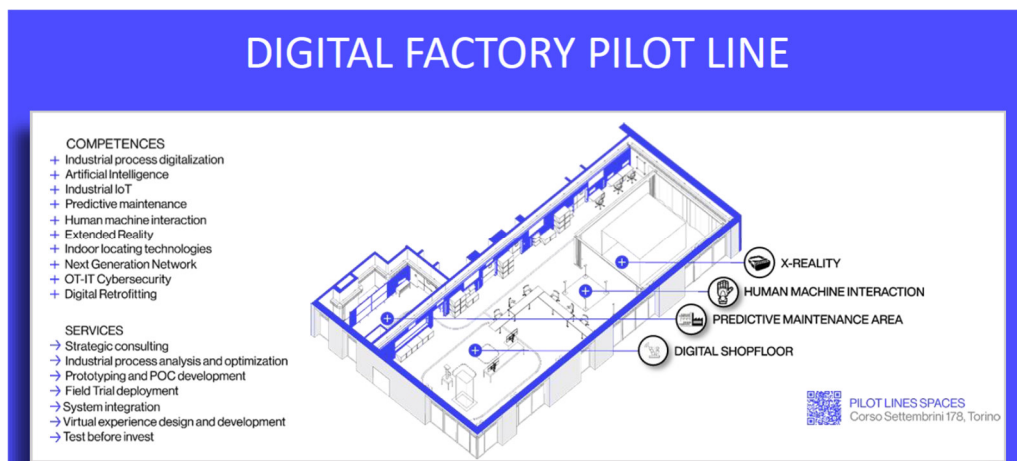 DIGITAL FACTORY PILOT LINE
COMPETENCES
+ Industrial process digitalization
+ Artificial Intelligence
+ Industrial IoT
+ Predictive maintenance
+ Human machine interaction
+ Extended Reality
+ Indoor locating technologies
+ Next Generation Network
+ OT-IT Cybersecurity
+ Digital Retrofitting
SERVICES
→ Strategic consulting
→ Industrial process analysis and optimization
→ Prototyping and POC development
→ Field Trial deployment
→ System integration
→ Virtual experience design and development
→ Test before invest
X-REALITY
HUMAN MACHINE INTERACTION
PREDICTIVE MAINTENANCE AREA
DIGITAL SHOPFLOOR
PILOT LINES SPACES
Corso Settembrini 178, Torino